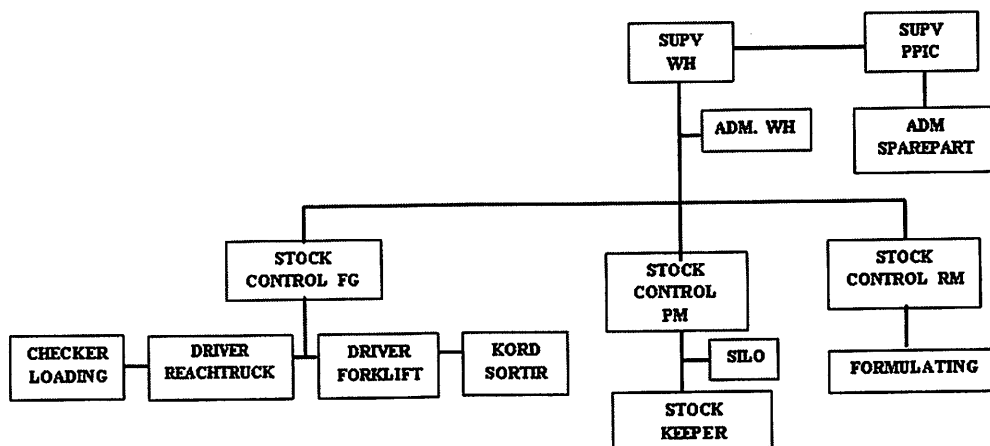 SUPV
WH
SUPV
PPIC
ADM. WH
ADM
SPAREPART
STOCK
CONTROL FG
STOCK
CONTROL
PM
STOCK
CONTROL RM
CHECKER
LOADING
DRIVER
REACHTRUCK
DRIVER
FORKLIFT
KORD
SORTIR
SILO
FORMULATING
STOCK
KEEPER